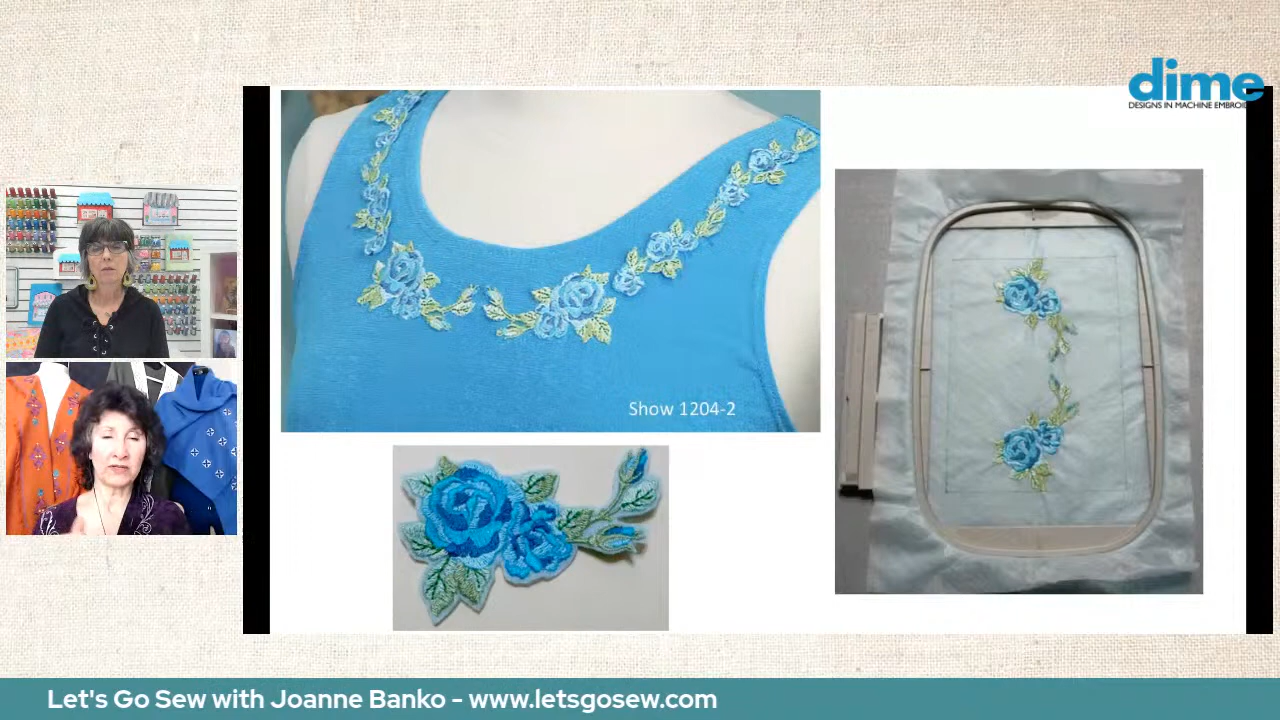 dime
DESIGNS IN MACHINE EMBROI
Show 1204-2
Let's Go Sew with Joanne Banko - www.letsgosew.com